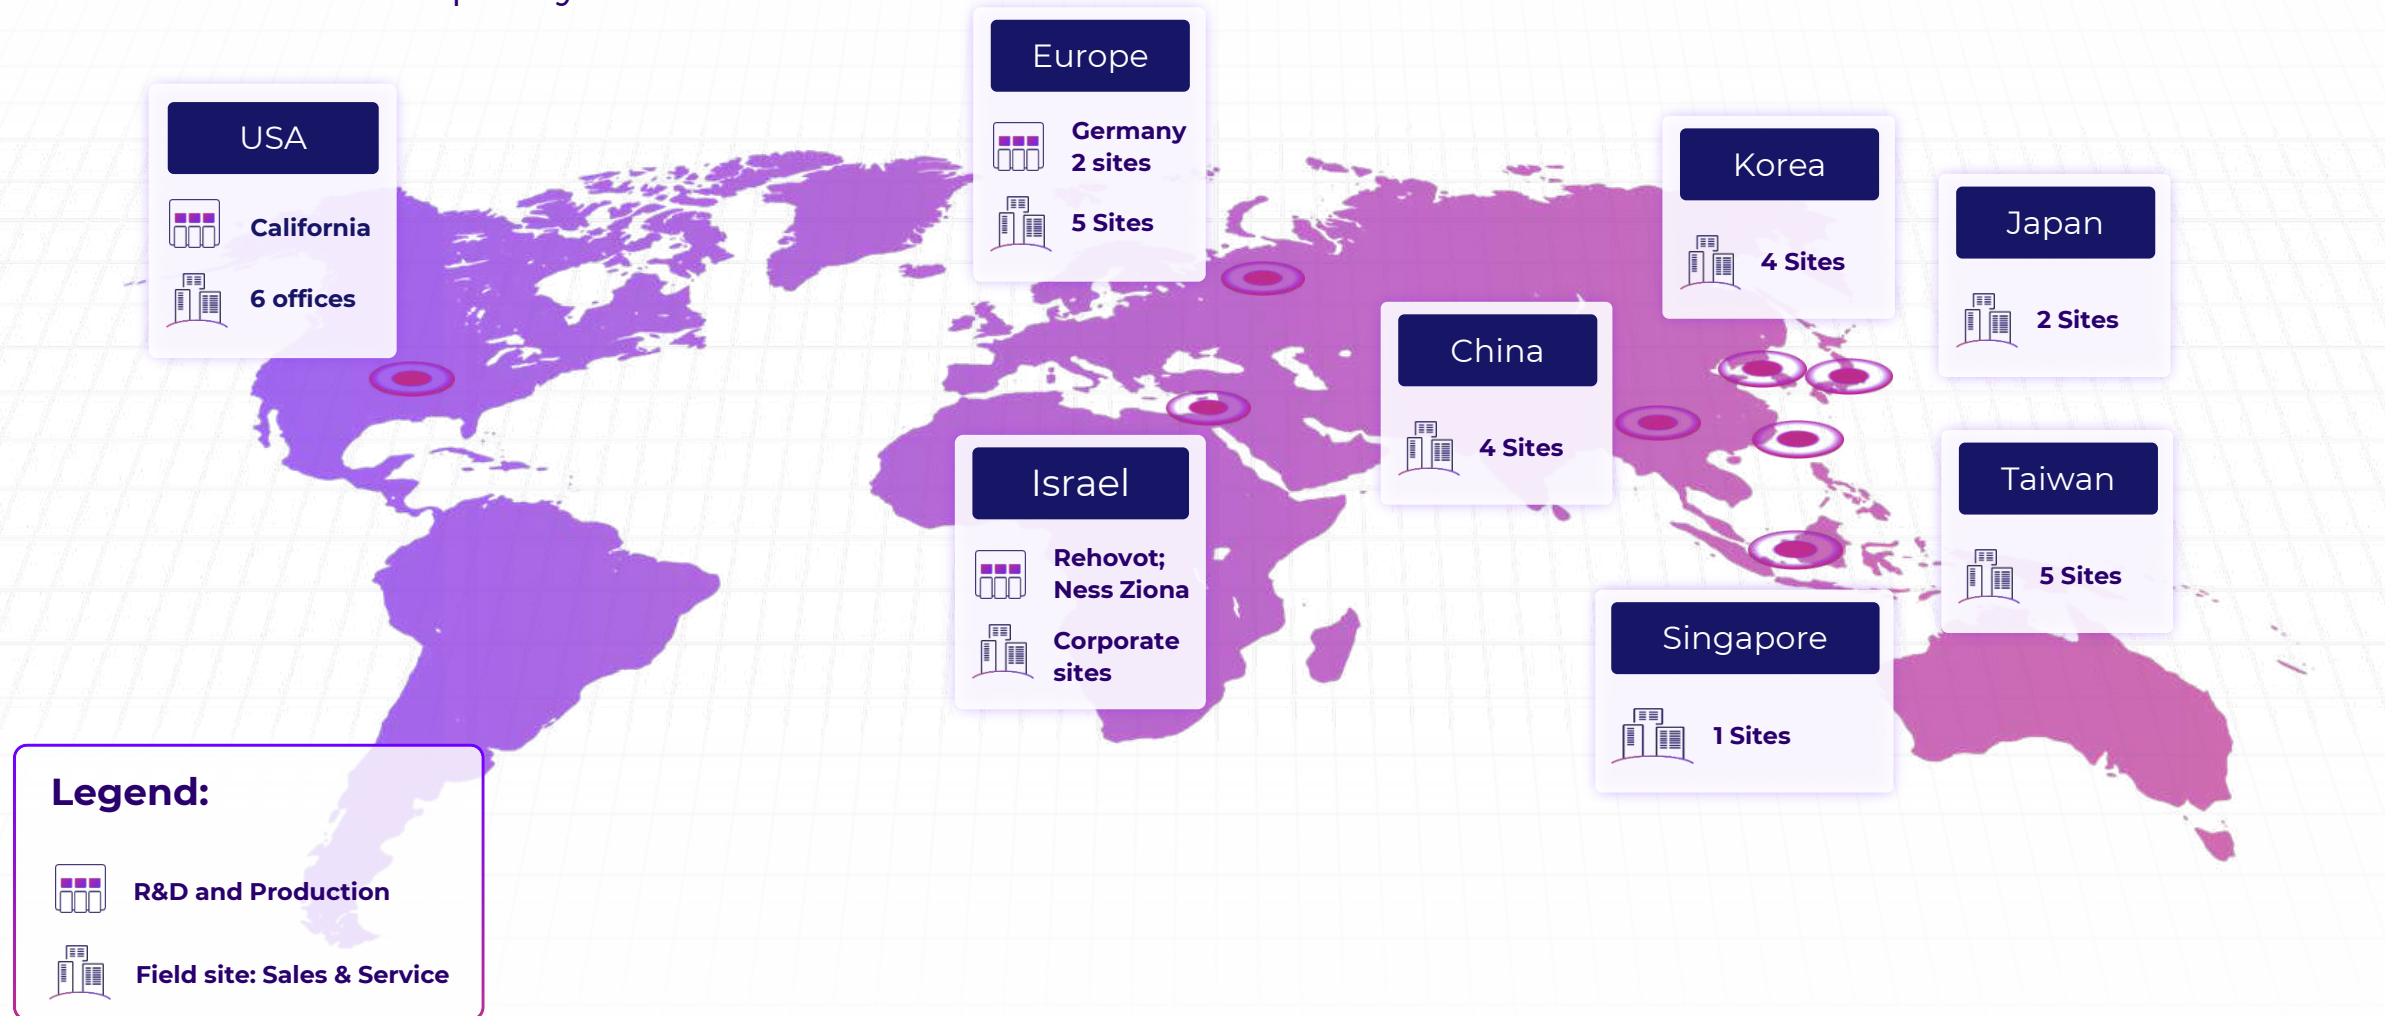 USA
California
6 offices
Europe
Germany
2 sites
5 Sites
Israel
Rehovot;
Ness Ziona
Corporate
sites
China
4 Sites
Korea
4 Sites
Japan
2 Sites
Taiwan
5 Sites
Singapore
1 Sites
Legend:
R&D and Production
Field site: Sales & Service